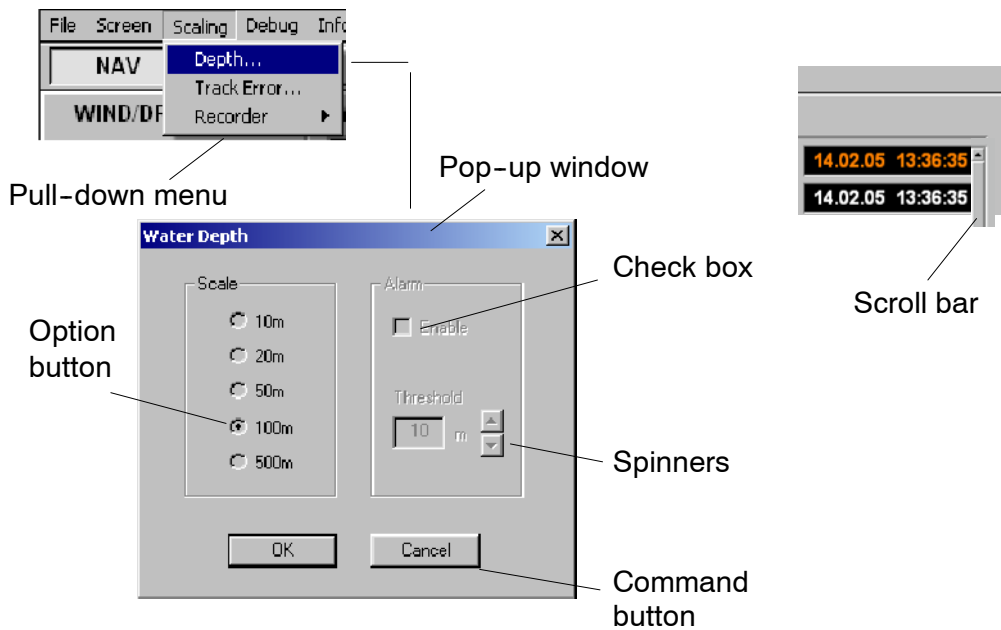 File Screen Scaling Debug
NAV
Depth...
Track Error...
WIND/DP
Recorder
Pull-down menu
Pop-up window
14.02.05 13:36:35
14.02.05 13:36:35
Scroll bar
Water Depth
Check box
Scale
Alarm
10m
Enable
Option
button
20m
50m
Threshold
100m
10 m
500m
Spinners
OK
Cancel
Command
button